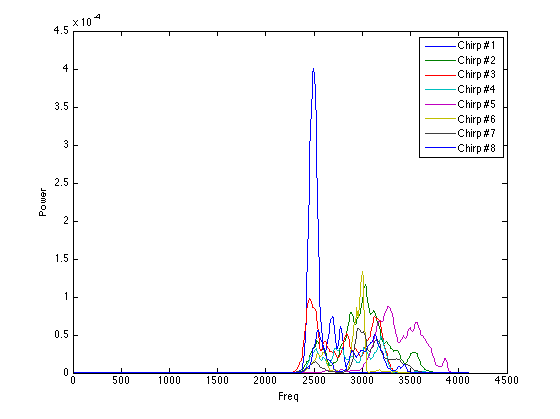 x 10^-4
4.5
4
3.5
3
2.5
2
1.5
1
0.5
0
Power
0 500 1000 1500 2000 2500 3000 3500 4000 4500
Freq
Chirp #1
Chirp #2
Chirp #3
Chirp #4
Chirp #5
Chirp #6
Chirp #7
Chirp #8